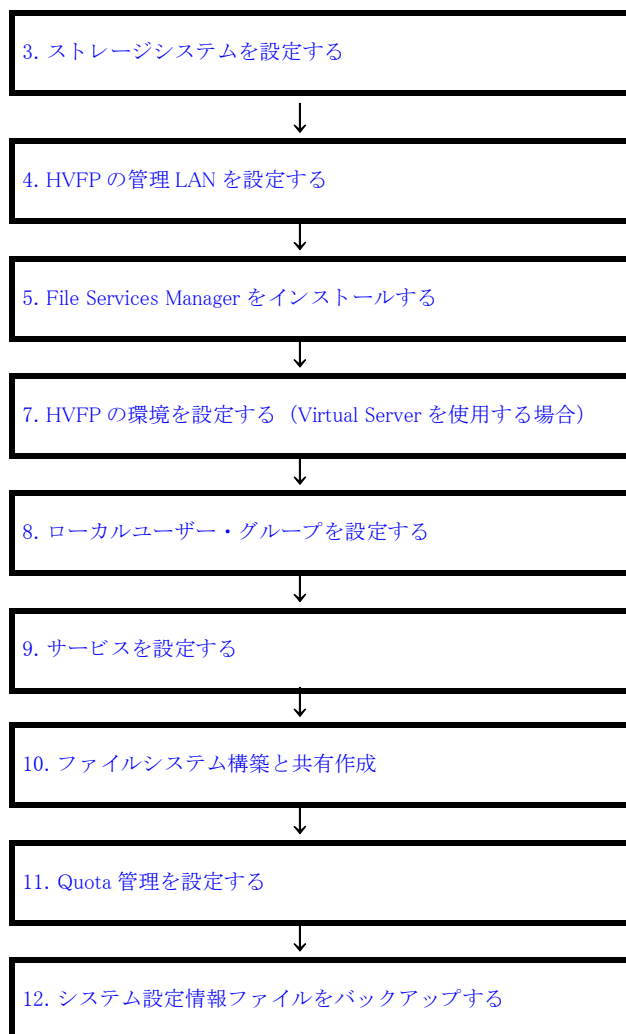 3. ストレージシステムを設定する
↓
4. HVFP の管理 LAN を設定する
↓
5. File Services Manager をインストールする
↓
7. HVFP の環境を設定する（Virtual Server を使用する場合）
↓
8. ローカルユーザー・グループを設定する
↓
9. サービスを設定する
↓
10. ファイルシステム構築と共有作成
↓
11. Quota 管理を設定する
↓
12. システム設定情報ファイルをバックアップする